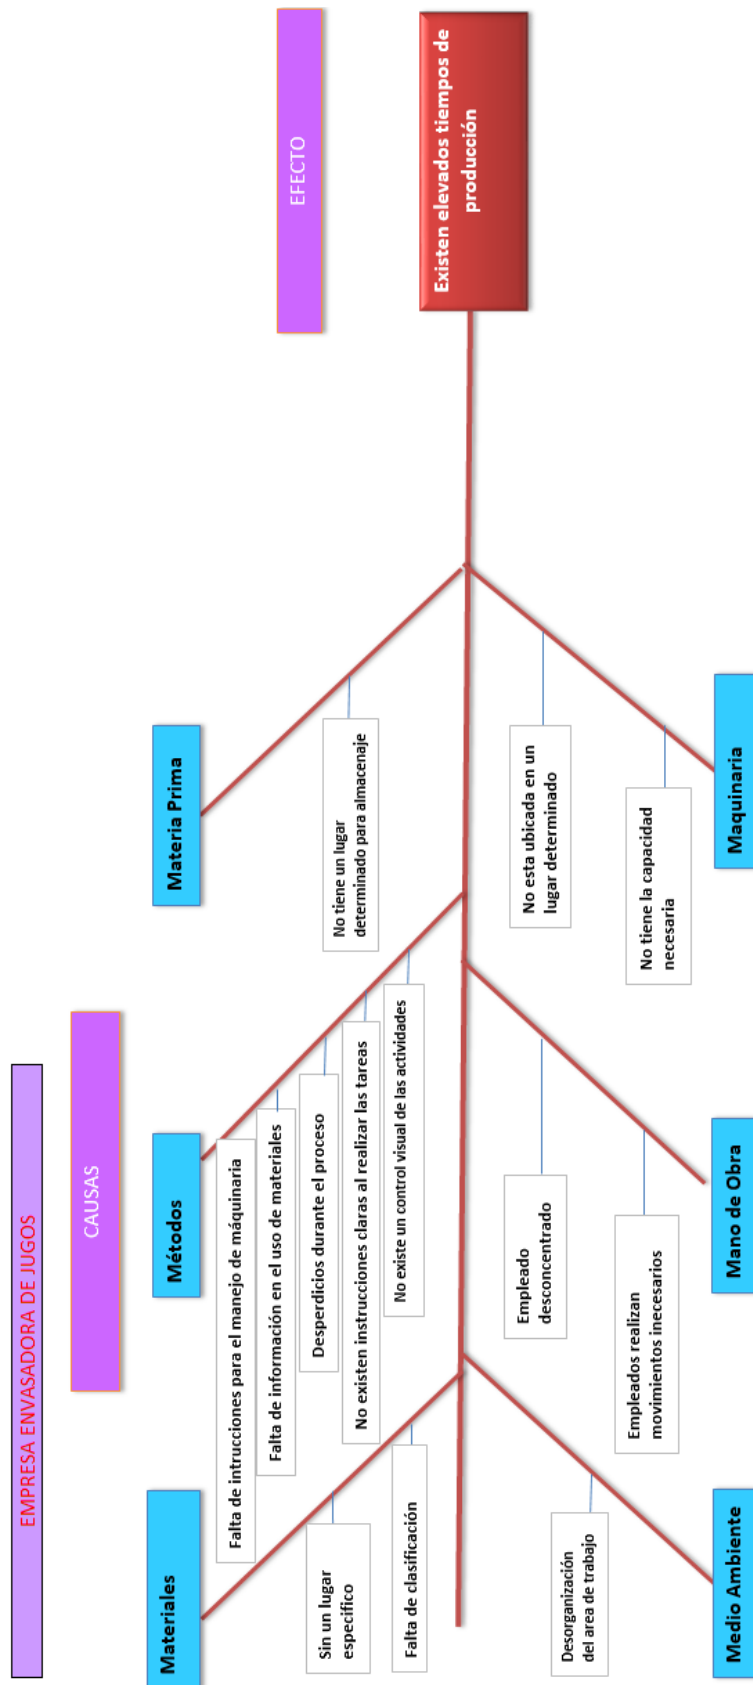 EMPRESA ENVASADORA DE JUGOS
CAUSAS
EFECTO
Materiales
Métodos
Materia Prima
Falta de intrucciones para el manejo de máquinaria
Falta de información en el uso de materiales
Desperdicios durante el proceso
No existen instrucciones claras al realizar las tareas
No existe un control visual de las actividades
Sin un lugar
especifico
Falta de clasificación
No tiene un lugar
determinado para almacenaje
Existen elevados tiempos de
producción
Desorganización
del area de trabajo
Empleado
desconcentrado
Empleados realizan
movimientos inecesarios
No esta ubicada en un
lugar determinado
No tiene la capacidad
necesaria
Medio Ambiente
Mano de Obra
Maquinaria